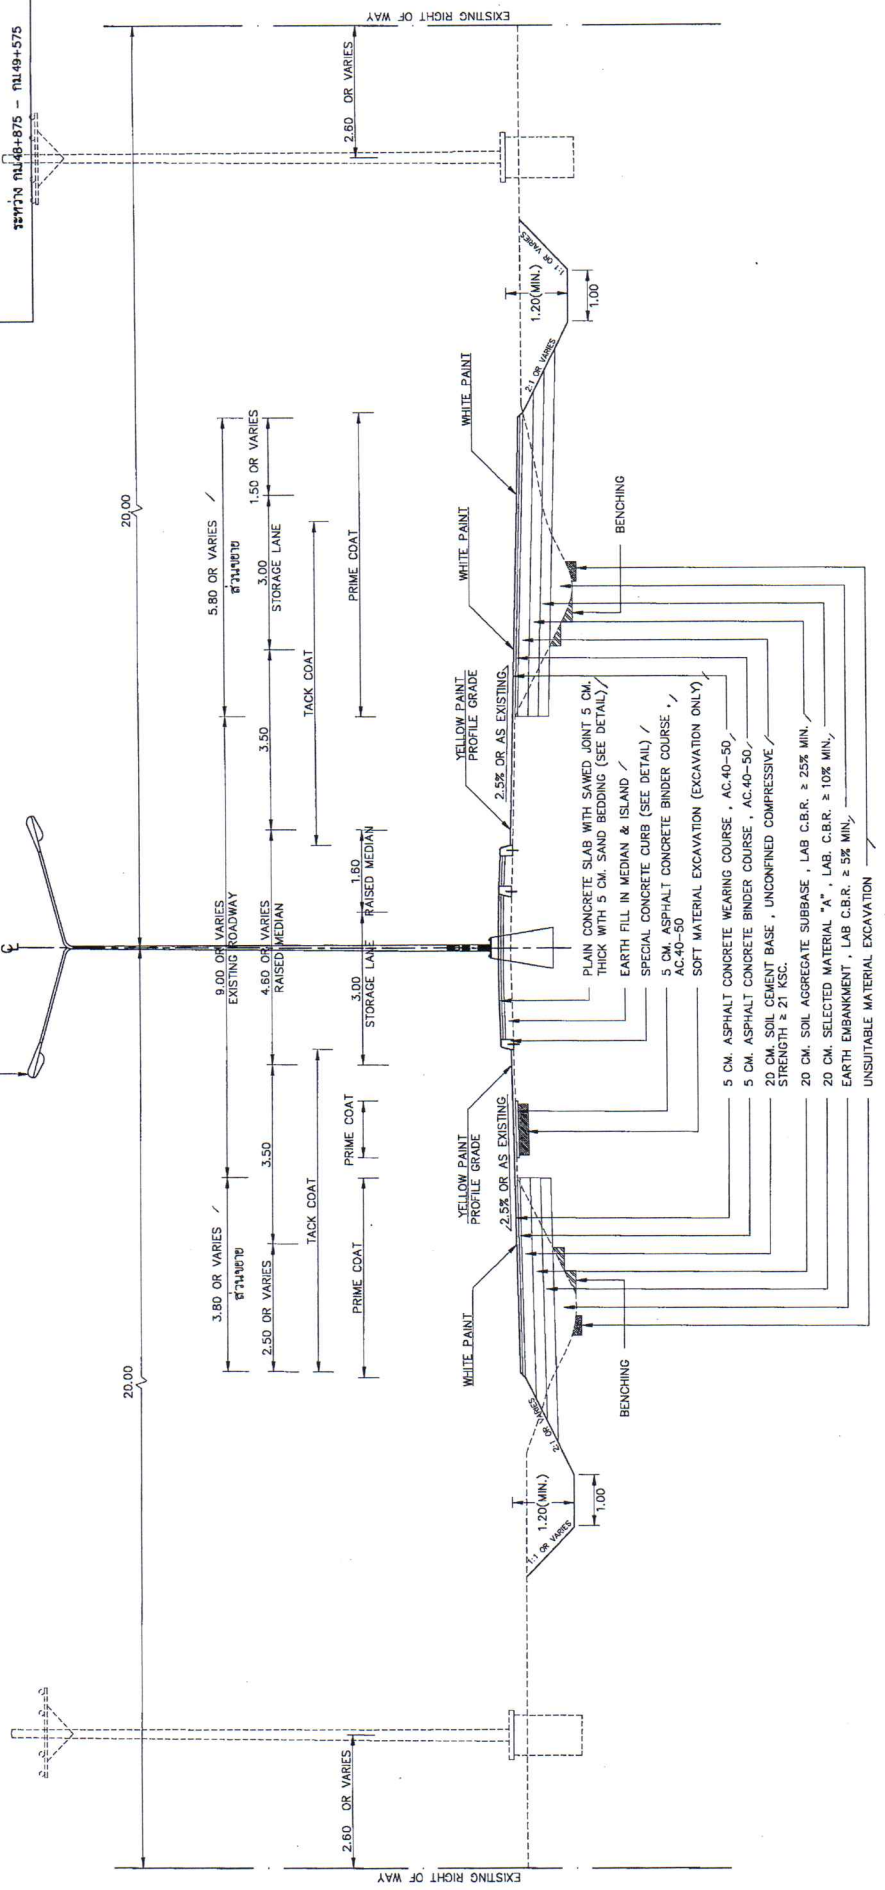 ระหว่าง กม.48+875 - กม.49+575
EXISTING RIGHT OF WAY
EXISTING RIGHT OF WAY
20.00
20.00
2.60 OR VARIES
2.60 OR VARIES
℄
3.80 OR VARIES
ส่วนขยาย
9.00 OR VARIES
EXISTING ROADWAY
5.80 OR VARIES
ส่วนขยาย
2.50 OR VARIES
3.50
4.60 OR VARIES
RAISED MEDIAN
3.50
3.00
STORAGE LANE
1.50 OR VARIES
TACK COAT
3.00
STORAGE LANE
1.60
RAISED MEDIAN
TACK COAT
PRIME COAT
PRIME COAT
PRIME COAT
WHITE PAINT
YELLOW PAINT
PROFILE GRADE
YELLOW PAINT
PROFILE GRADE
WHITE PAINT
WHITE PAINT
2.5% OR AS EXISTING
2.5% OR AS EXISTING
1:1 OR VARIES
1.20(MIN.)
1.00
2:1 OR VARIES
2:1 OR VARIES
1.20(MIN.)
1.00
1:1 OR VARIES
BENCHING
BENCHING
PLAIN CONCRETE SLAB WITH SAWED JOINT 5 CM.
THICK WITH 5 CM. SAND BEDDING (SEE DETAIL)
EARTH FILL IN MEDIAN & ISLAND
SPECIAL CONCRETE CURB (SEE DETAIL)
5 CM. ASPHALT CONCRETE BINDER COURSE ,
AC.40-50
SOFT MATERIAL EXCAVATION (EXCAVATION ONLY)
5 CM. ASPHALT CONCRETE WEARING COURSE , AC.40-50
5 CM. ASPHALT CONCRETE BINDER COURSE , AC.40-50
20 CM. SOIL CEMENT BASE , UNCONFINED COMPRESSIVE
STRENGTH ≥ 21 KSC.
20 CM. SOIL AGGREGATE SUBBASE , LAB C.B.R. ≥ 25% MIN.
20 CM. SELECTED MATERIAL "A" , LAB. C.B.R. ≥ 10% MIN.
EARTH EMBANKMENT , LAB C.B.R. ≥ 5% MIN.
UNSUITABLE MATERIAL EXCAVATION